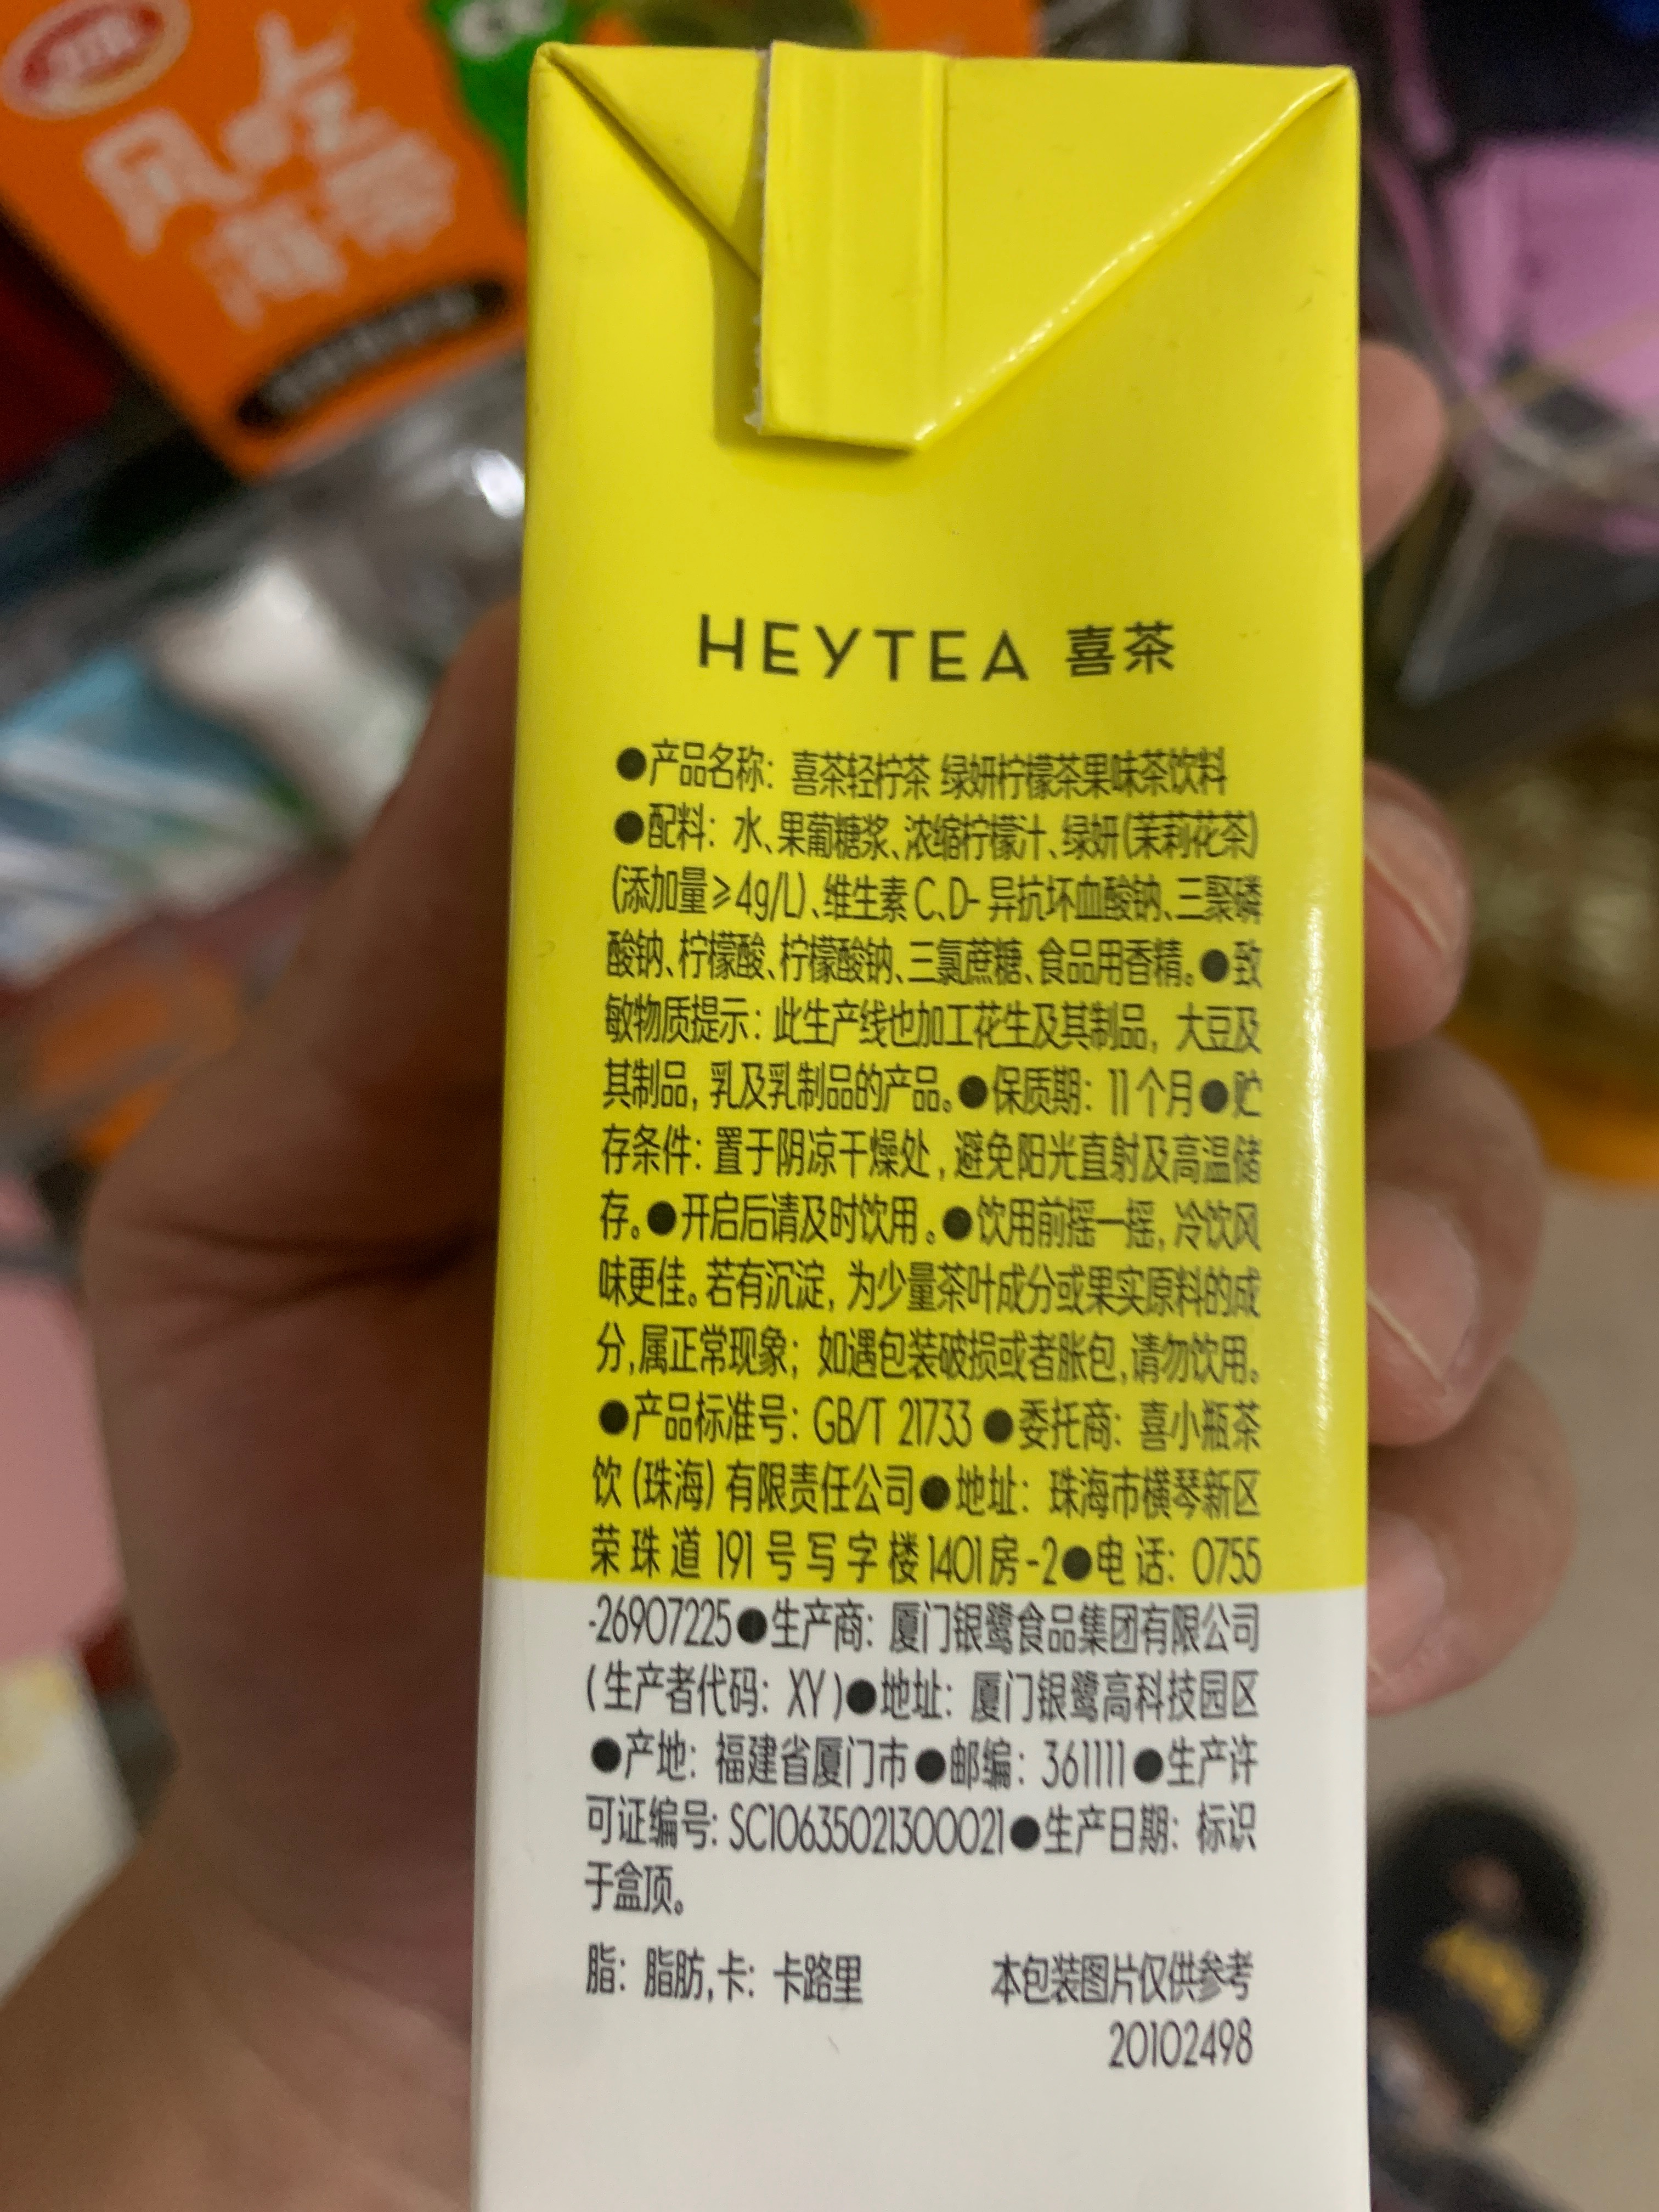 HEYTEA 喜茶
●产品名称: 喜茶轻柠茶 绿妍柠檬茶果味茶饮料
●配料: 水、果葡糖浆、浓缩柠檬汁、绿妍(茉莉花茶)
(添加量≥4g/L)、维生素C、D-异抗坏血酸钠、三聚磷
酸钠、柠檬酸、柠檬酸钠、三氯蔗糖、食品用香精。●致
敏物质提示: 此生产线也加工花生及其制品, 大豆及
其制品, 乳及乳制品的产品。●保质期: 11个月●贮
存条件: 置于阴凉干燥处, 避免阳光直射及高温储
存。●开启后请及时饮用。●饮用前摇一摇, 冷饮风
味更佳。若有沉淀, 为少量茶叶成分或果实原料的成
分,属正常现象; 如遇包装破损或者胀包,请勿饮用。
●产品标准号: GB/T 21733 ●委托商: 喜小瓶茶
饮(珠海)有限责任公司●地址: 珠海市横琴新区
荣珠道191号写字楼1401房-2●电话: 0755
-26907225●生产商: 厦门银鹭食品集团有限公司
(生产者代码: XY)●地址: 厦门银鹭高科技园区
●产地: 福建省厦门市●邮编: 361111●生产许
可证编号: SC10635021300021●生产日期: 标识
于盒顶。
脂: 脂肪,卡: 卡路里 本包装图片仅供参考
20102498